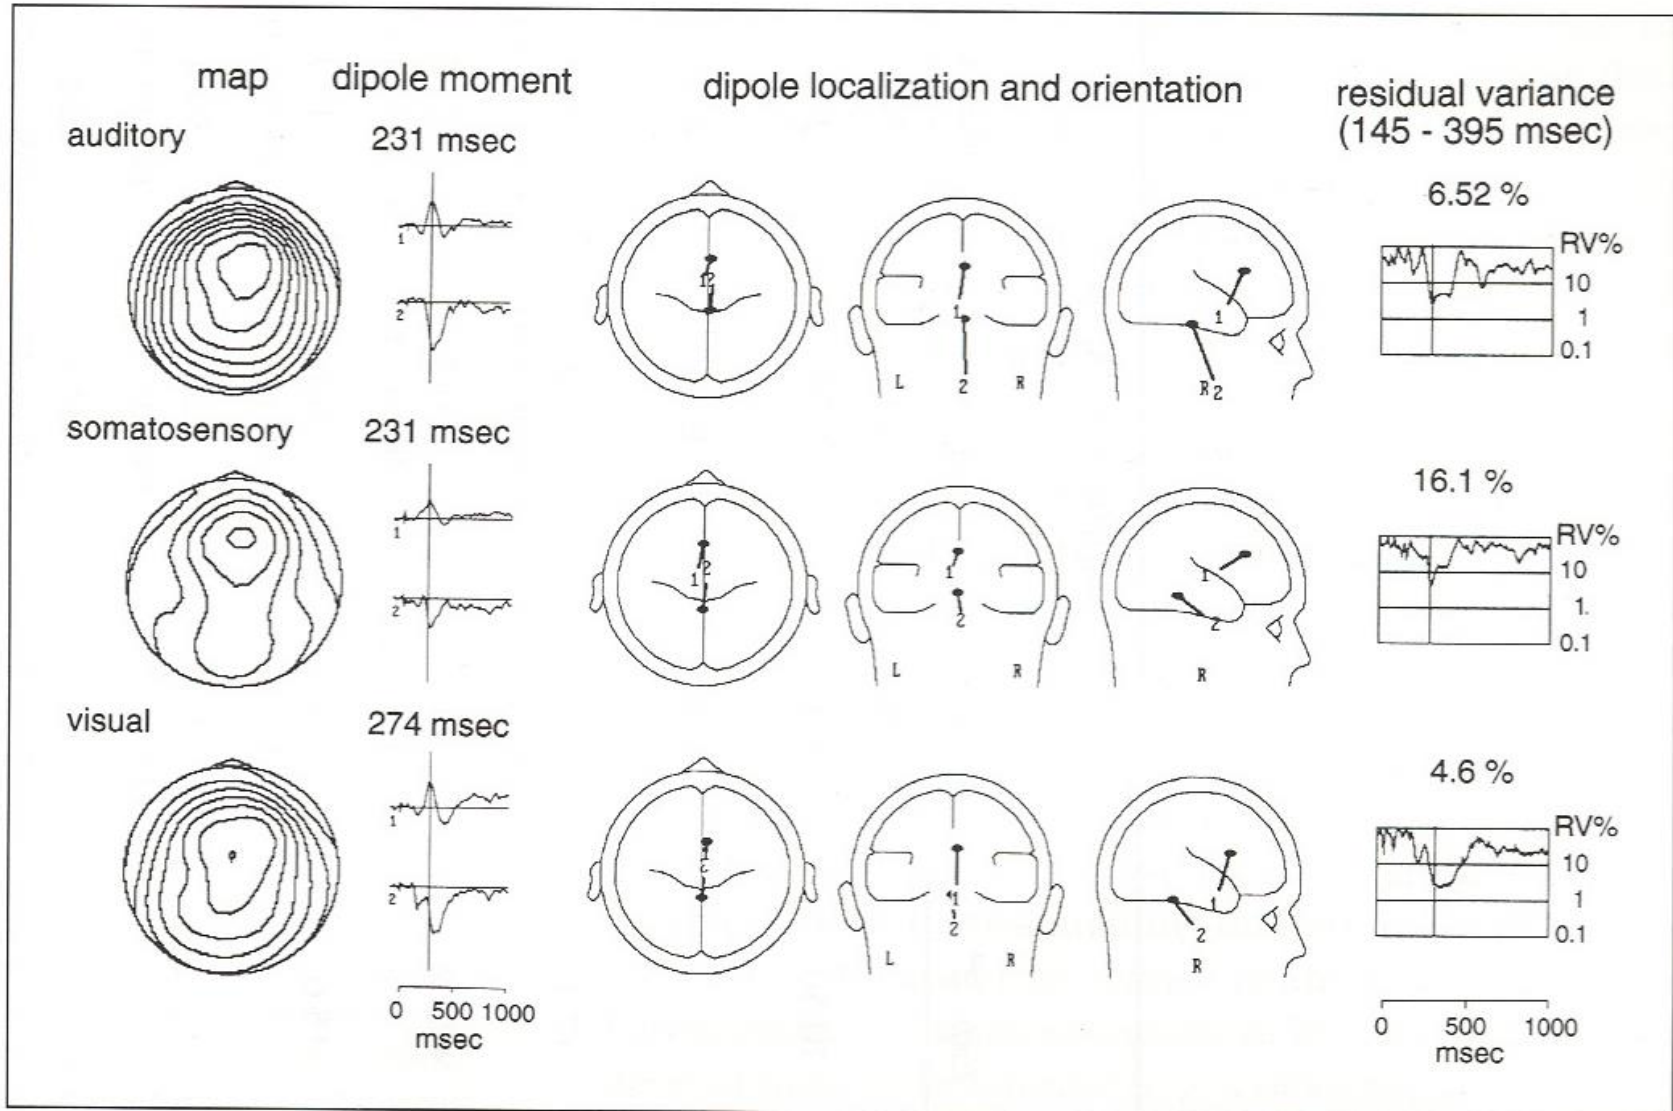 map
dipole moment
dipole localization and orientation
residual variance
(145 - 395 msec)
auditory
231 msec
6.52 %
1
2
12
1
1
2
L
R
1
R 2
RV%
10
1
0.1
somatosensory
231 msec
16.1 %
1
2
1 2
1
2
L
R
1
2
R
RV%
10
1.
0.1
visual
274 msec
4.6 %
1
2
1
2
L
R
1
2
R
RV%
10
1
0.1
0 500 1000
msec
0 500 1000
msec